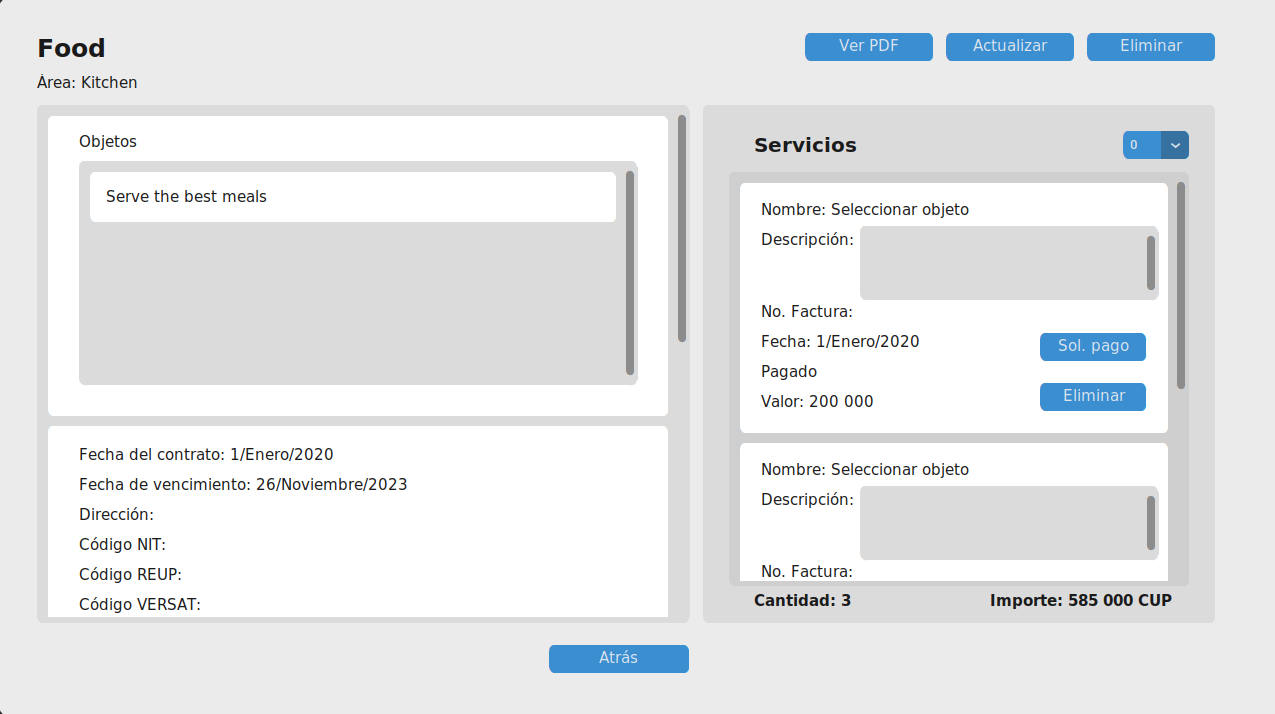 Food
Ver PDF
Actualizar
Eliminar
Área: Kitchen
Objetos
Serve the best meals
Fecha del contrato: 1/Enero/2020
Fecha de vencimiento: 26/Noviembre/2023
Dirección:
Código NIT:
Código REUP:
Código VERSAT:
Servicios
0
Nombre: Seleccionar objeto
Descripción:
No. Factura:
Fecha: 1/Enero/2020
Sol. pago
Pagado
Eliminar
Valor: 200 000
Nombre: Seleccionar objeto
Descripción:
No. Factura:
Cantidad: 3
Importe: 585 000 CUP
Atrás